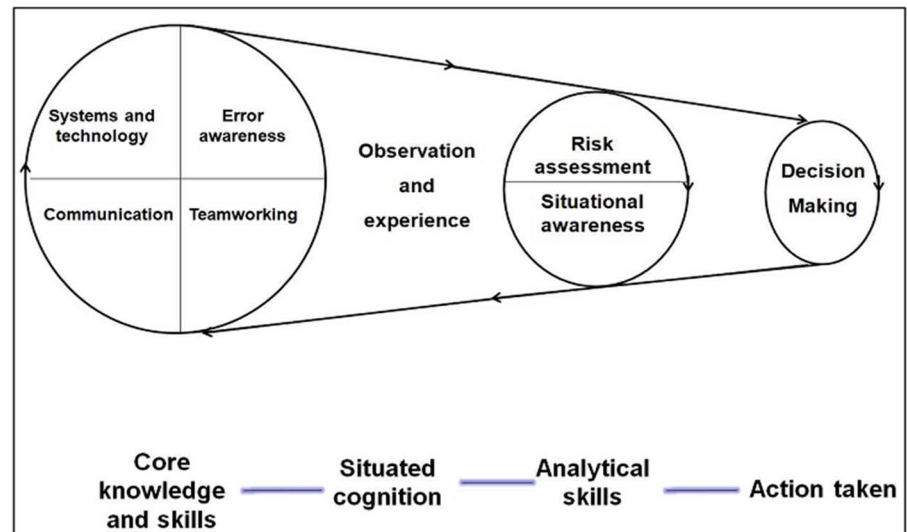 Systems and
technology
Error
awareness
Communication
Teamworking
Observation
and
experience
Risk
assessment
Situational
awareness
Decision
Making
Core
knowledge
and skills
Situated
cognition
Analytical
skills
Action taken